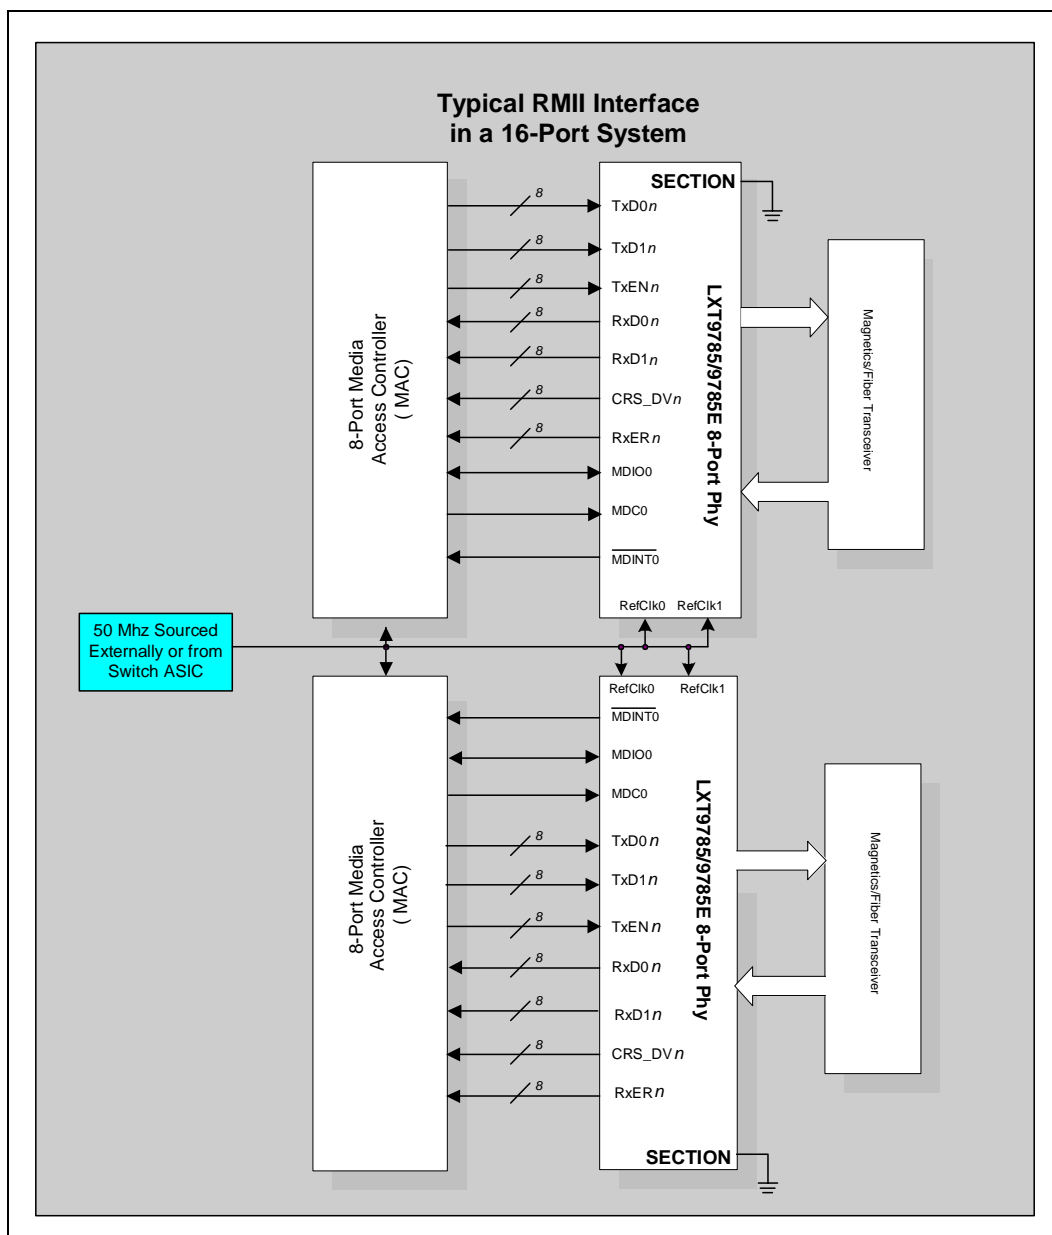 Typical RMII Interface
in a 16-Port System
8-Port Media
Access Controller
( MAC)
SECTION
8
TxD0n
8
TxD1n
8
TxENn
8
RxD0n
8
RxD1n
8
CRS_DVn
8
RxERn
MDIO0
MDC0
MDINT0
RefClk0 RefClk1
LXT9785/9785E 8-Port Phy
Magnetics/Fiber Transceiver
50 Mhz Sourced
Externally or from
Switch ASIC
8-Port Media
Access Controller
( MAC)
RefClk0 RefClk1
MDINT0
MDIO0
MDC0
8
TxD0n
8
TxD1n
8
TxENn
8
RxD0n
8
RxD1n
8
CRS_DVn
8
RxERn
SECTION
LXT9785/9785E 8-Port Phy
Magnetics/Fiber Transceiver